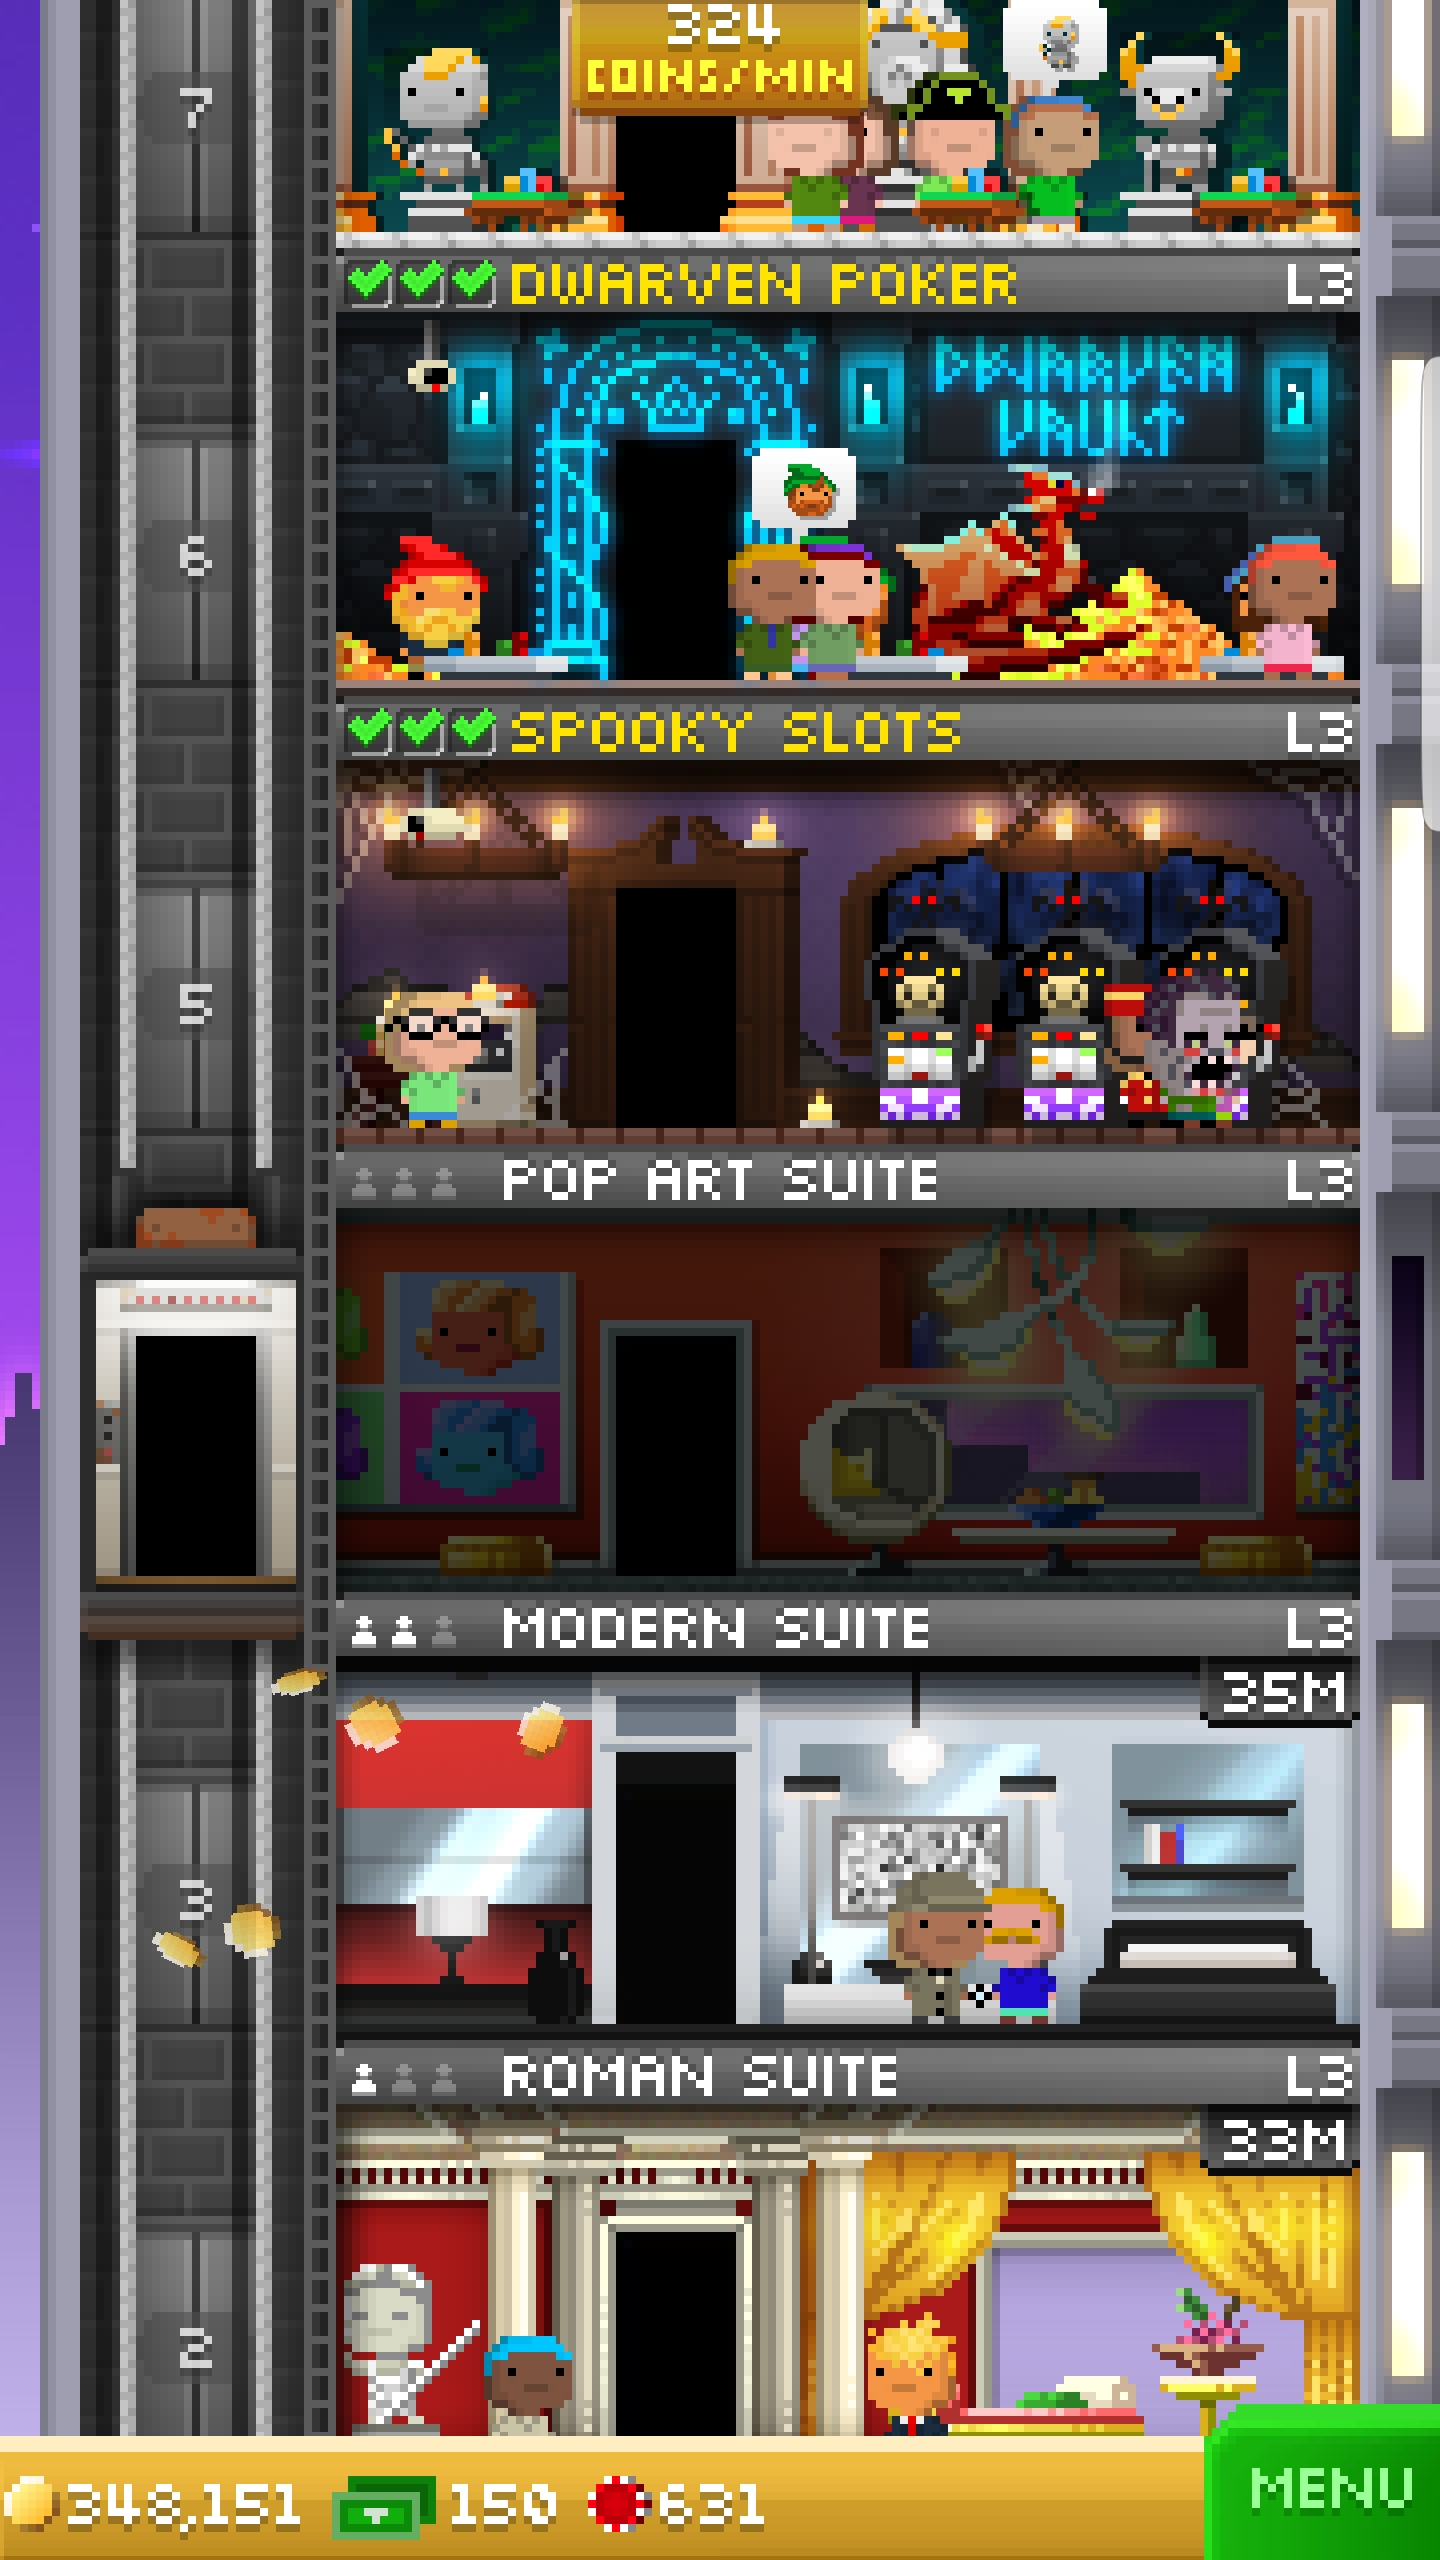 324
COINS/MIN
7
DWARVEN POKER L3
DWARVEN
VAULT
6
SPOOKY SLOTS L3
5
POP ART SUITE L3
MODERN SUITE L3
35M
3
ROMAN SUITE L3
33M
2
348,151 150 631
MENU